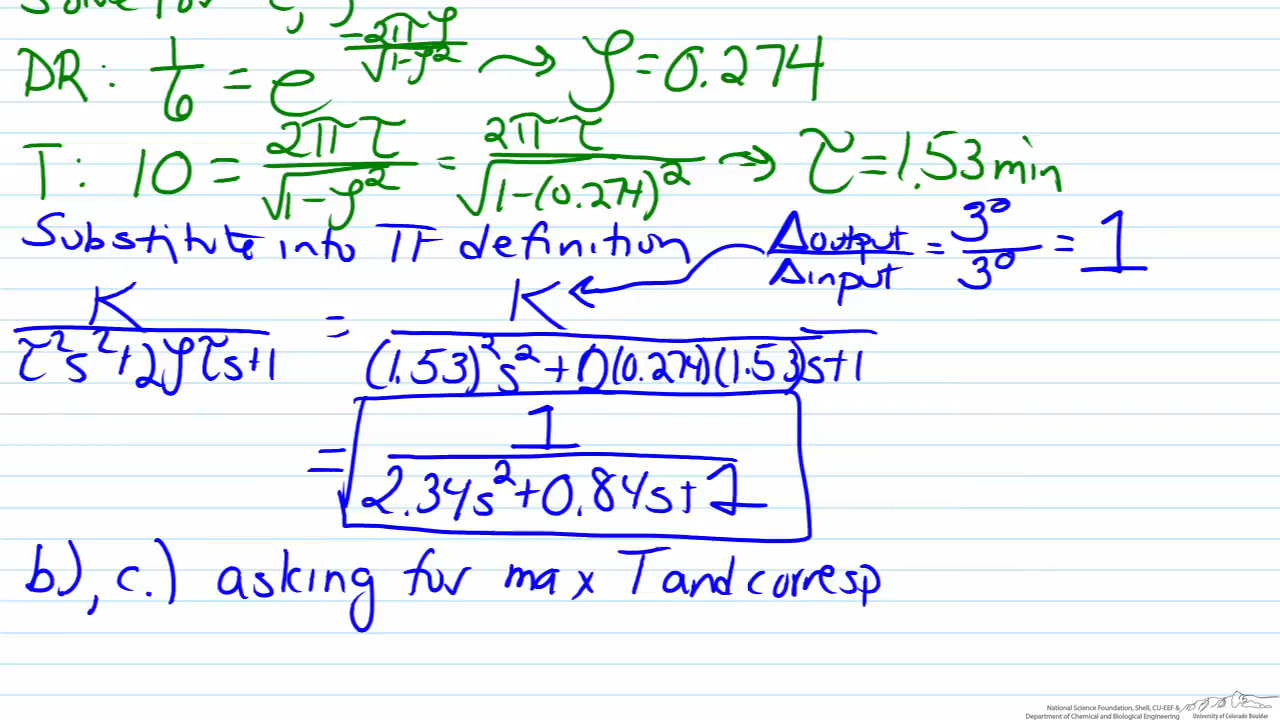 Solve for τ, ζ
DR: 1/6 = e^(-2πζ/√(1-ζ²)) → ζ = 0.274
T: 10 = 2πτ/√(1-ζ²) = 2πτ/√(1-(0.274)²) → τ = 1.53 min
Substitute into TF definition Δoutput/Δinput = 3°/3° = 1
K/(τ²s²+2ζτs+1) = K/((1.53)²s²+2(0.274)(1.53)s+1)
= 1/(2.34s²+0.84s+1)
b.), c.) asking for max T and corresp
National Science Foundation, Shell, CU-EEF &
Department of Chemical and Biological Engineering
University of Colorado Boulder